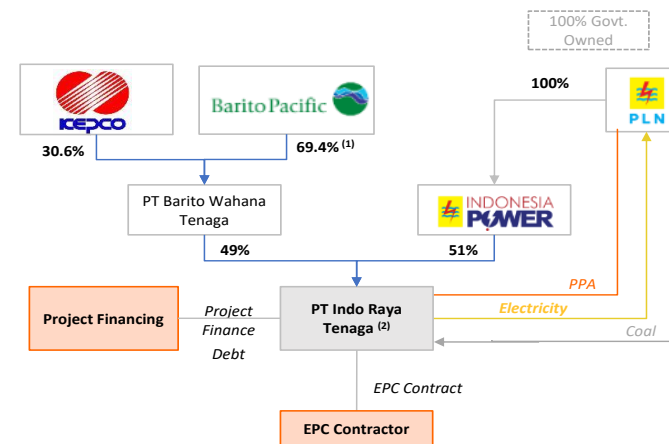 100% Govt.
Owned
KEPCO
Barito Pacific
100%
PLN
30.6%
69.4% (1)
PT Barito Wahana
Tenaga
INDONESIA
POWER
49%
51%
PPA
Project Financing
Project
Finance
Debt
PT Indo Raya
Tenaga (2)
Electricity
Coal
EPC Contract
EPC Contractor